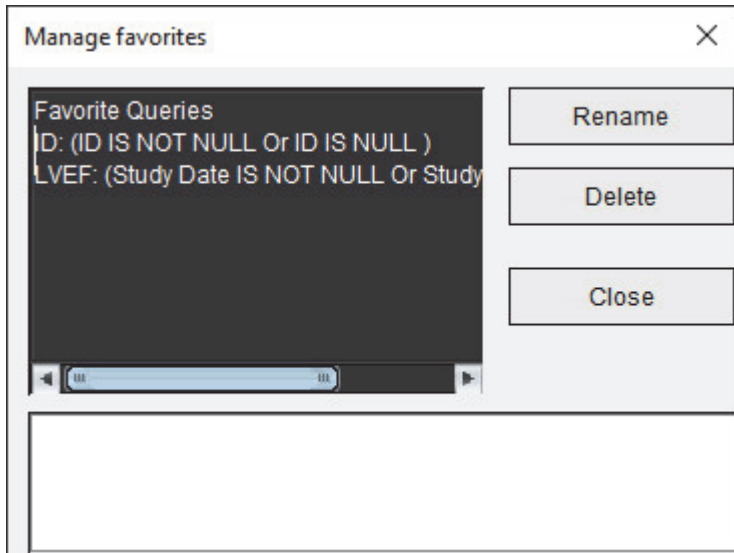 Manage favorites
Favorite Queries
ID: (ID IS NOT NULL Or ID IS NULL )
LVEF: (Study Date IS NOT NULL Or Study
Rename
Delete
Close